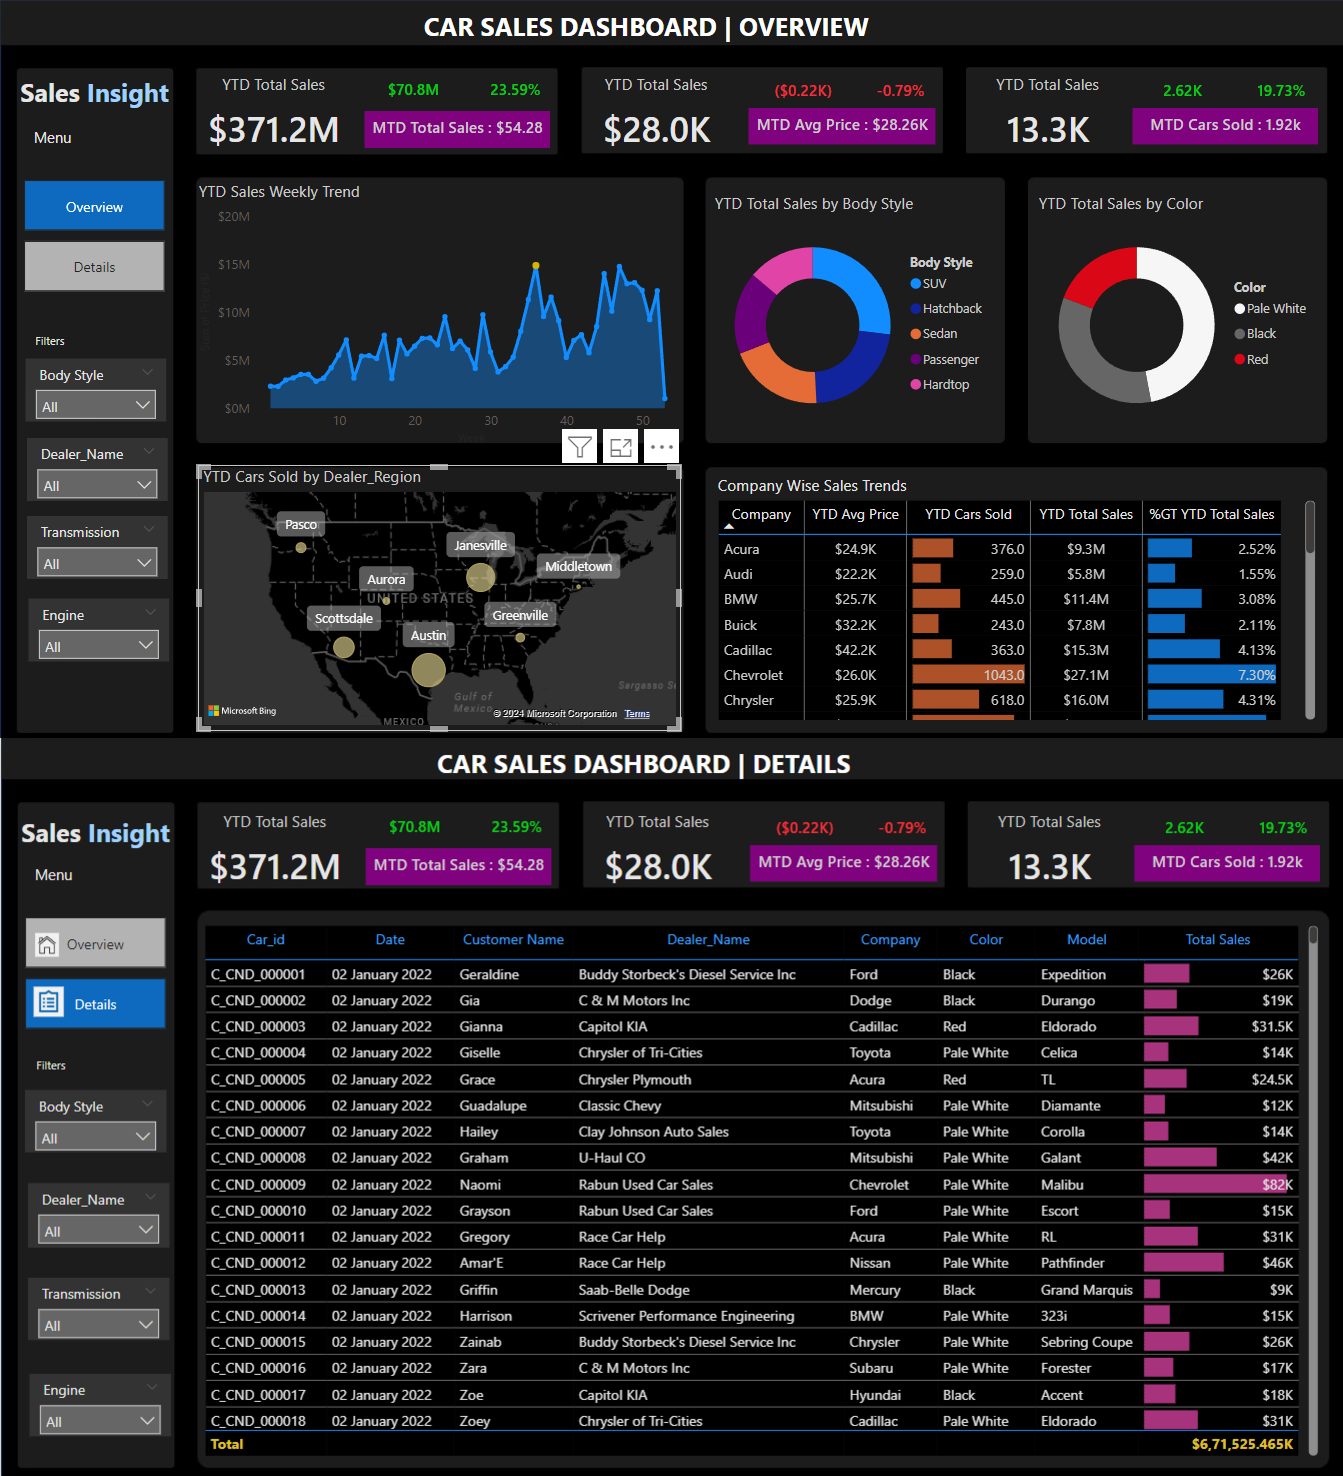 CAR SALES DASHBOARD | OVERVIEW
Sales Insight
Menu
Overview
Details
Filters
Body Style
All
Dealer_Name
All
Transmission
All
Engine
All
YTD Total Sales
$70.8M 23.59%
$371.2M
MTD Total Sales : $54.28
YTD Total Sales
($0.22K) -0.79%
$28.0K
MTD Avg Price : $28.26K
YTD Total Sales
2.62K 19.73%
13.3K
MTD Cars Sold : 1.92k
YTD Sales Weekly Trend
$20M
$15M
$10M
$5M
$0M
10 20 30 40 50
YTD Total Sales by Body Style
Body Style
SUV
Hatchback
Sedan
Passenger
Hardtop
YTD Total Sales by Color
Color
Pale White
Black
Red
YTD Cars Sold by Dealer_Region
Pasco
Janesville
Middletown
Aurora
UNITED STATES
Scottsdale
Greenville
Austin
Gulf of
Mexico
Sargasso S
MEXICO
Microsoft Bing
© 2024 Microsoft Corporation Terms
Company Wise Sales Trends
Company YTD Avg Price YTD Cars Sold YTD Total Sales %GT YTD Total Sales
Acura $24.9K 376.0 $9.3M 2.52%
Audi $22.2K 259.0 $5.8M 1.55%
BMW $25.7K 445.0 $11.4M 3.08%
Buick $32.2K 243.0 $7.8M 2.11%
Cadillac $42.2K 363.0 $15.3M 4.13%
Chevrolet $26.0K 1043.0 $27.1M 7.30%
Chrysler $25.9K 618.0 $16.0M 4.31%
CAR SALES DASHBOARD | DETAILS
Sales Insight
Menu
Overview
Details
Filters
Body Style
All
Dealer_Name
All
Transmission
All
Engine
All
YTD Total Sales
$70.8M 23.59%
$371.2M
MTD Total Sales : $54.28
YTD Total Sales
($0.22K) -0.79%
$28.0K
MTD Avg Price : $28.26K
YTD Total Sales
2.62K 19.73%
13.3K
MTD Cars Sold : 1.92k
Car_id Date Customer Name Dealer_Name Company Color Model Total Sales
C_CND_000001 02 January 2022 Geraldine Buddy Storbeck's Diesel Service Inc Ford Black Expedition $26K
C_CND_000002 02 January 2022 Gia C & M Motors Inc Dodge Black Durango $19K
C_CND_000003 02 January 2022 Gianna Capitol KIA Cadillac Red Eldorado $31.5K
C_CND_000004 02 January 2022 Giselle Chrysler of Tri-Cities Toyota Pale White Celica $14K
C_CND_000005 02 January 2022 Grace Chrysler Plymouth Acura Red TL $24.5K
C_CND_000006 02 January 2022 Guadalupe Classic Chevy Mitsubishi Pale White Diamante $12K
C_CND_000007 02 January 2022 Hailey Clay Johnson Auto Sales Toyota Pale White Corolla $14K
C_CND_000008 02 January 2022 Graham U-Haul CO Mitsubishi Pale White Galant $42K
C_CND_000009 02 January 2022 Naomi Rabun Used Car Sales Chevrolet Pale White Malibu $82K
C_CND_000010 02 January 2022 Grayson Rabun Used Car Sales Ford Pale White Escort $15K
C_CND_000011 02 January 2022 Gregory Race Car Help Acura Pale White RL $31K
C_CND_000012 02 January 2022 Amar'E Race Car Help Nissan Pale White Pathfinder $46K
C_CND_000013 02 January 2022 Griffin Saab-Belle Dodge Mercury Black Grand Marquis $9K
C_CND_000014 02 January 2022 Harrison Scrivener Performance Engineering BMW Pale White 323i $15K
C_CND_000015 02 January 2022 Zainab Buddy Storbeck's Diesel Service Inc Chrysler Pale White Sebring Coupe $26K
C_CND_000016 02 January 2022 Zara C & M Motors Inc Subaru Pale White Forester $17K
C_CND_000017 02 January 2022 Zoe Capitol KIA Hyundai Black Accent $18K
C_CND_000018 02 January 2022 Zoey Chrysler of Tri-Cities Cadillac Pale White Eldorado $31K
Total $6,71,525.465K